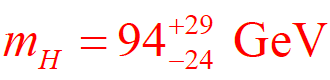 m_H = 94^{+29}_{-24} GeV